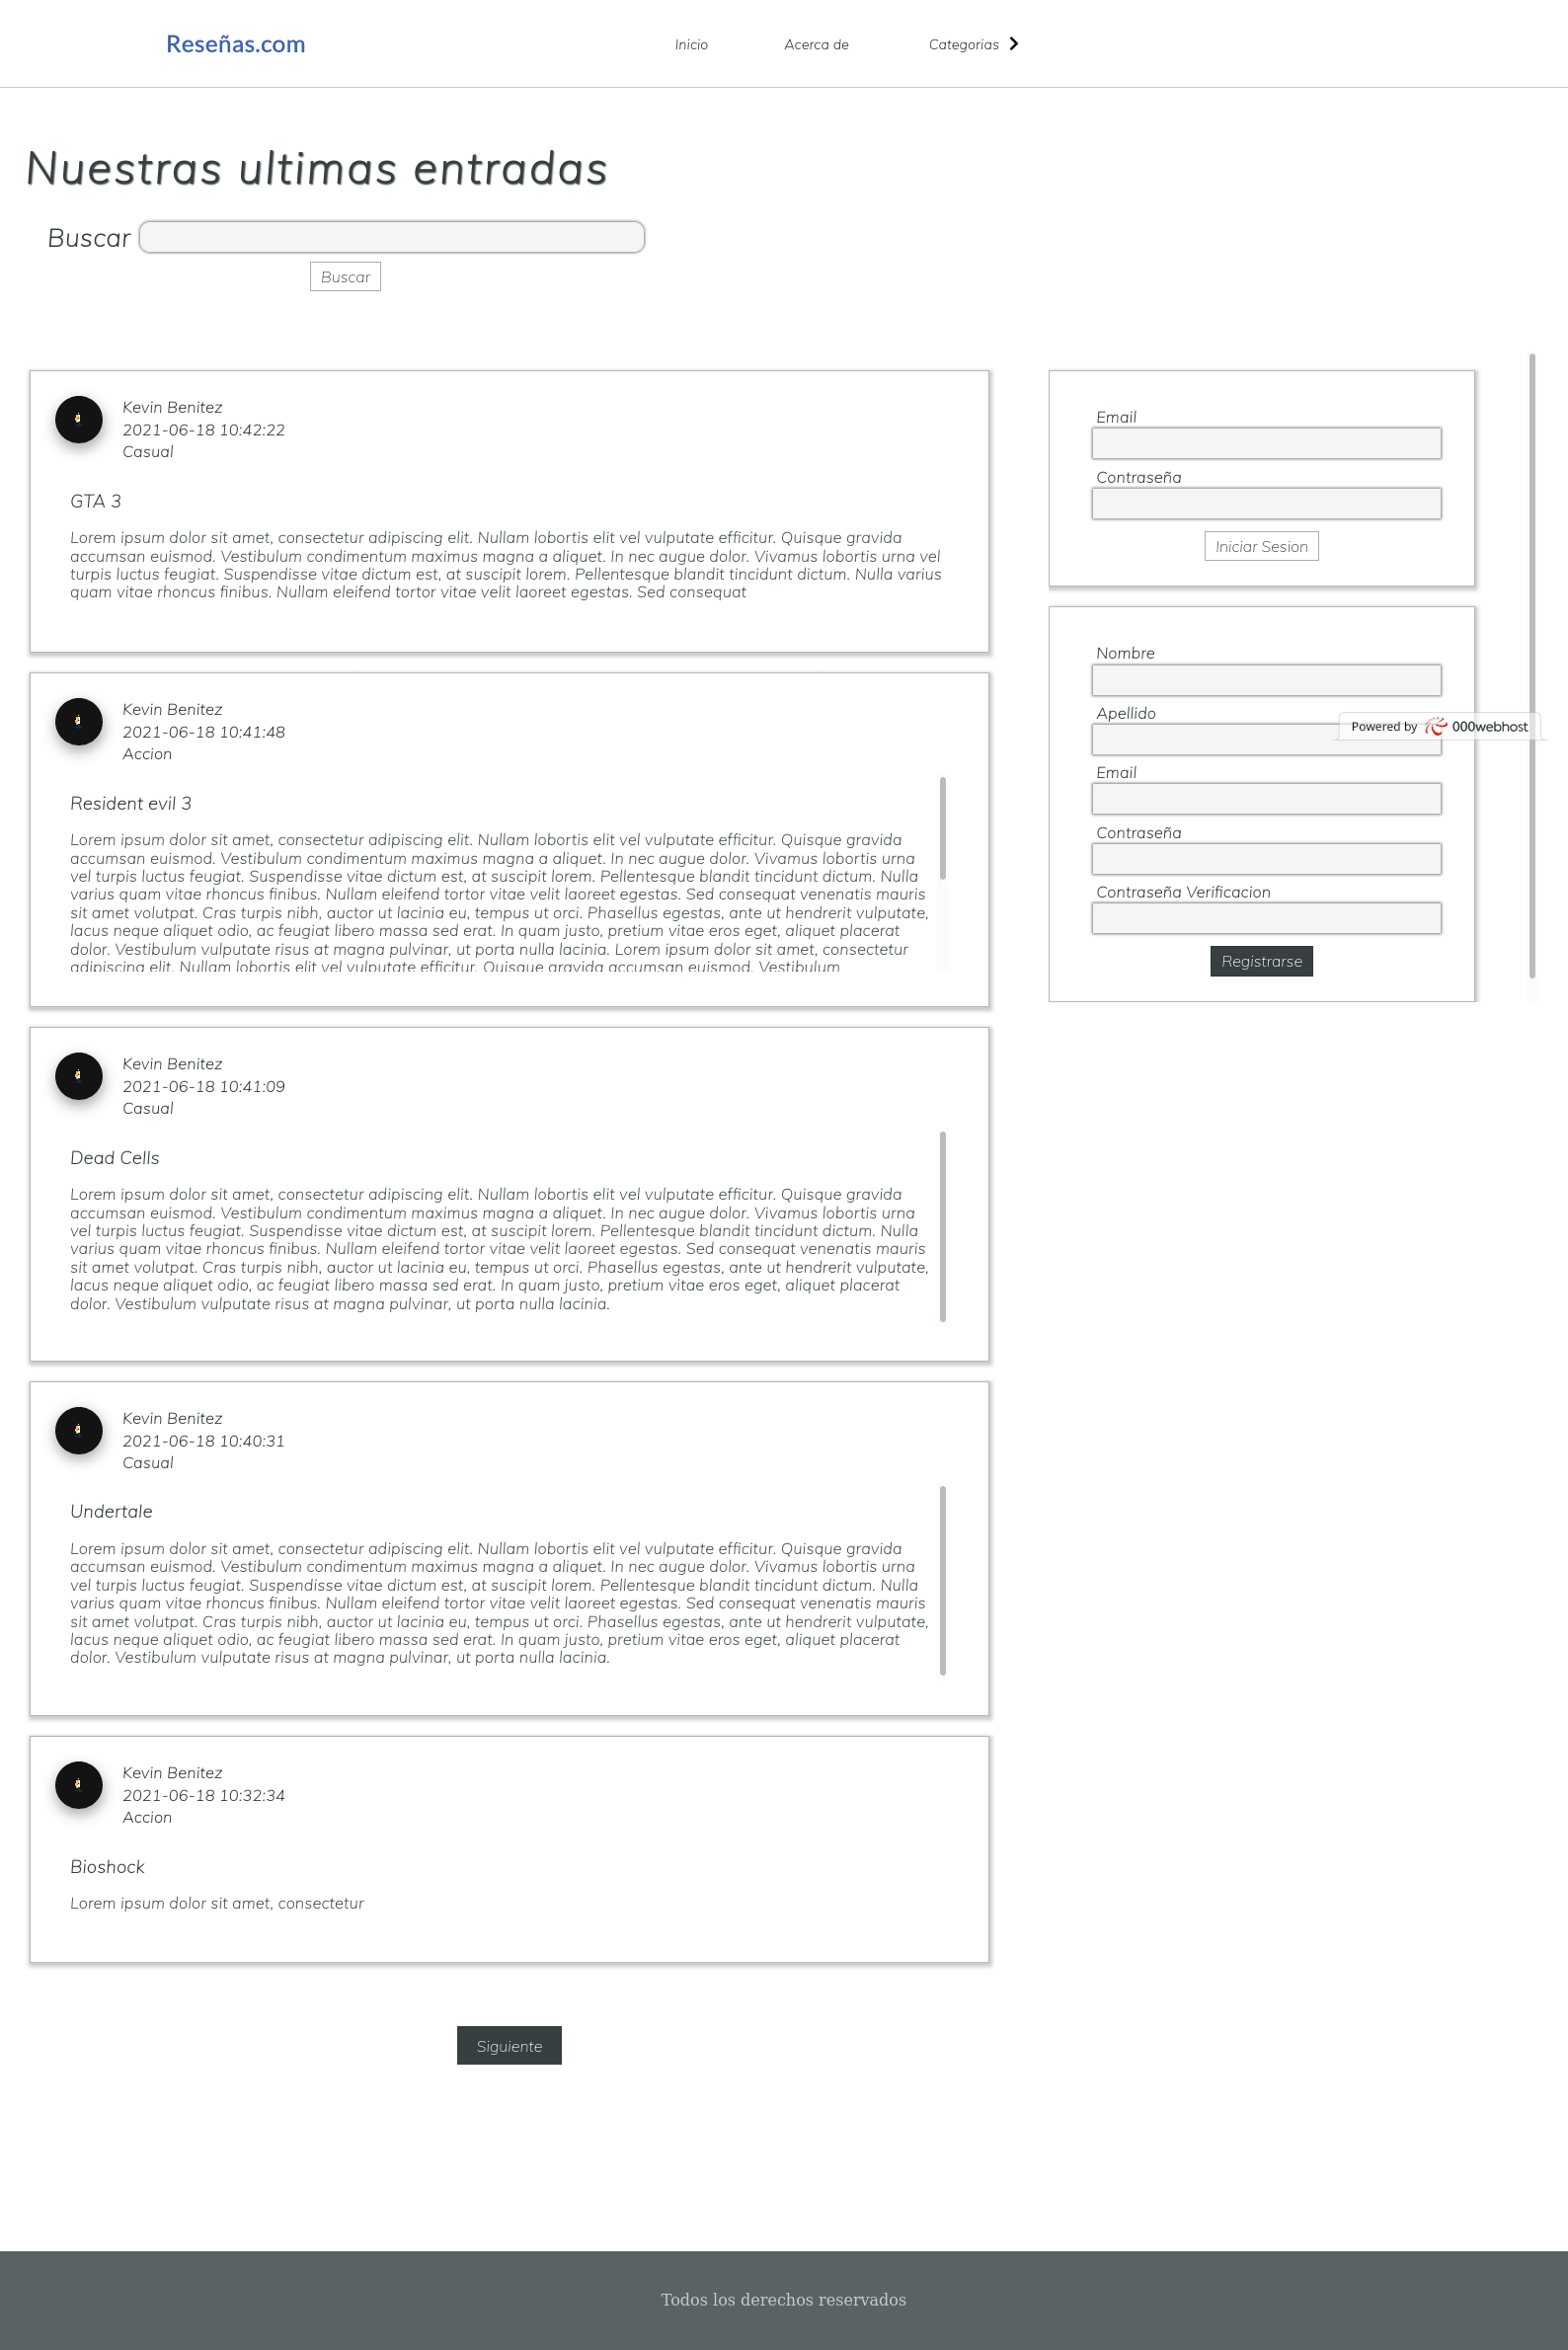 Reseñas.com
Inicio
Acerca de
Categorias
Nuestras ultimas entradas
Buscar
Buscar
Kevin Benitez
2021-06-18 10:42:22
Casual
GTA 3
Lorem ipsum dolor sit amet, consectetur adipiscing elit. Nullam lobortis elit vel vulputate efficitur. Quisque gravida
accumsan euismod. Vestibulum condimentum maximus magna a aliquet. In nec augue dolor. Vivamus lobortis urna vel
turpis luctus feugiat. Suspendisse vitae dictum est, at suscipit lorem. Pellentesque blandit tincidunt dictum. Nulla varius
quam vitae rhoncus finibus. Nullam eleifend tortor vitae velit laoreet egestas. Sed consequat
Kevin Benitez
2021-06-18 10:41:48
Accion
Resident evil 3
Lorem ipsum dolor sit amet, consectetur adipiscing elit. Nullam lobortis elit vel vulputate efficitur. Quisque gravida
accumsan euismod. Vestibulum condimentum maximus magna a aliquet. In nec augue dolor. Vivamus lobortis urna
vel turpis luctus feugiat. Suspendisse vitae dictum est, at suscipit lorem. Pellentesque blandit tincidunt dictum. Nulla
varius quam vitae rhoncus finibus. Nullam eleifend tortor vitae velit laoreet egestas. Sed consequat venenatis mauris
sit amet volutpat. Cras turpis nibh, auctor ut lacinia eu, tempus ut orci. Phasellus egestas, ante ut hendrerit vulputate,
lacus neque aliquet odio, ac feugiat libero massa sed erat. In quam justo, pretium vitae eros eget, aliquet placerat
dolor. Vestibulum vulputate risus at magna pulvinar, ut porta nulla lacinia. Lorem ipsum dolor sit amet, consectetur
adipiscing elit. Nullam lobortis elit vel vulputate efficitur. Quisque gravida accumsan euismod. Vestibulum
Kevin Benitez
2021-06-18 10:41:09
Casual
Dead Cells
Lorem ipsum dolor sit amet, consectetur adipiscing elit. Nullam lobortis elit vel vulputate efficitur. Quisque gravida
accumsan euismod. Vestibulum condimentum maximus magna a aliquet. In nec augue dolor. Vivamus lobortis urna
vel turpis luctus feugiat. Suspendisse vitae dictum est, at suscipit lorem. Pellentesque blandit tincidunt dictum. Nulla
varius quam vitae rhoncus finibus. Nullam eleifend tortor vitae velit laoreet egestas. Sed consequat venenatis mauris
sit amet volutpat. Cras turpis nibh, auctor ut lacinia eu, tempus ut orci. Phasellus egestas, ante ut hendrerit vulputate,
lacus neque aliquet odio, ac feugiat libero massa sed erat. In quam justo, pretium vitae eros eget, aliquet placerat
dolor. Vestibulum vulputate risus at magna pulvinar, ut porta nulla lacinia.
Kevin Benitez
2021-06-18 10:40:31
Casual
Undertale
Lorem ipsum dolor sit amet, consectetur adipiscing elit. Nullam lobortis elit vel vulputate efficitur. Quisque gravida
accumsan euismod. Vestibulum condimentum maximus magna a aliquet. In nec augue dolor. Vivamus lobortis urna
vel turpis luctus feugiat. Suspendisse vitae dictum est, at suscipit lorem. Pellentesque blandit tincidunt dictum. Nulla
varius quam vitae rhoncus finibus. Nullam eleifend tortor vitae velit laoreet egestas. Sed consequat venenatis mauris
sit amet volutpat. Cras turpis nibh, auctor ut lacinia eu, tempus ut orci. Phasellus egestas, ante ut hendrerit vulputate,
lacus neque aliquet odio, ac feugiat libero massa sed erat. In quam justo, pretium vitae eros eget, aliquet placerat
dolor. Vestibulum vulputate risus at magna pulvinar, ut porta nulla lacinia.
Kevin Benitez
2021-06-18 10:32:34
Accion
Bioshock
Lorem ipsum dolor sit amet, consectetur
Siguiente
Email
Contraseña
Iniciar Sesion
Nombre
Apellido
Powered by 000webhost
Email
Contraseña
Contraseña Verificacion
Registrarse
Todos los derechos reservados